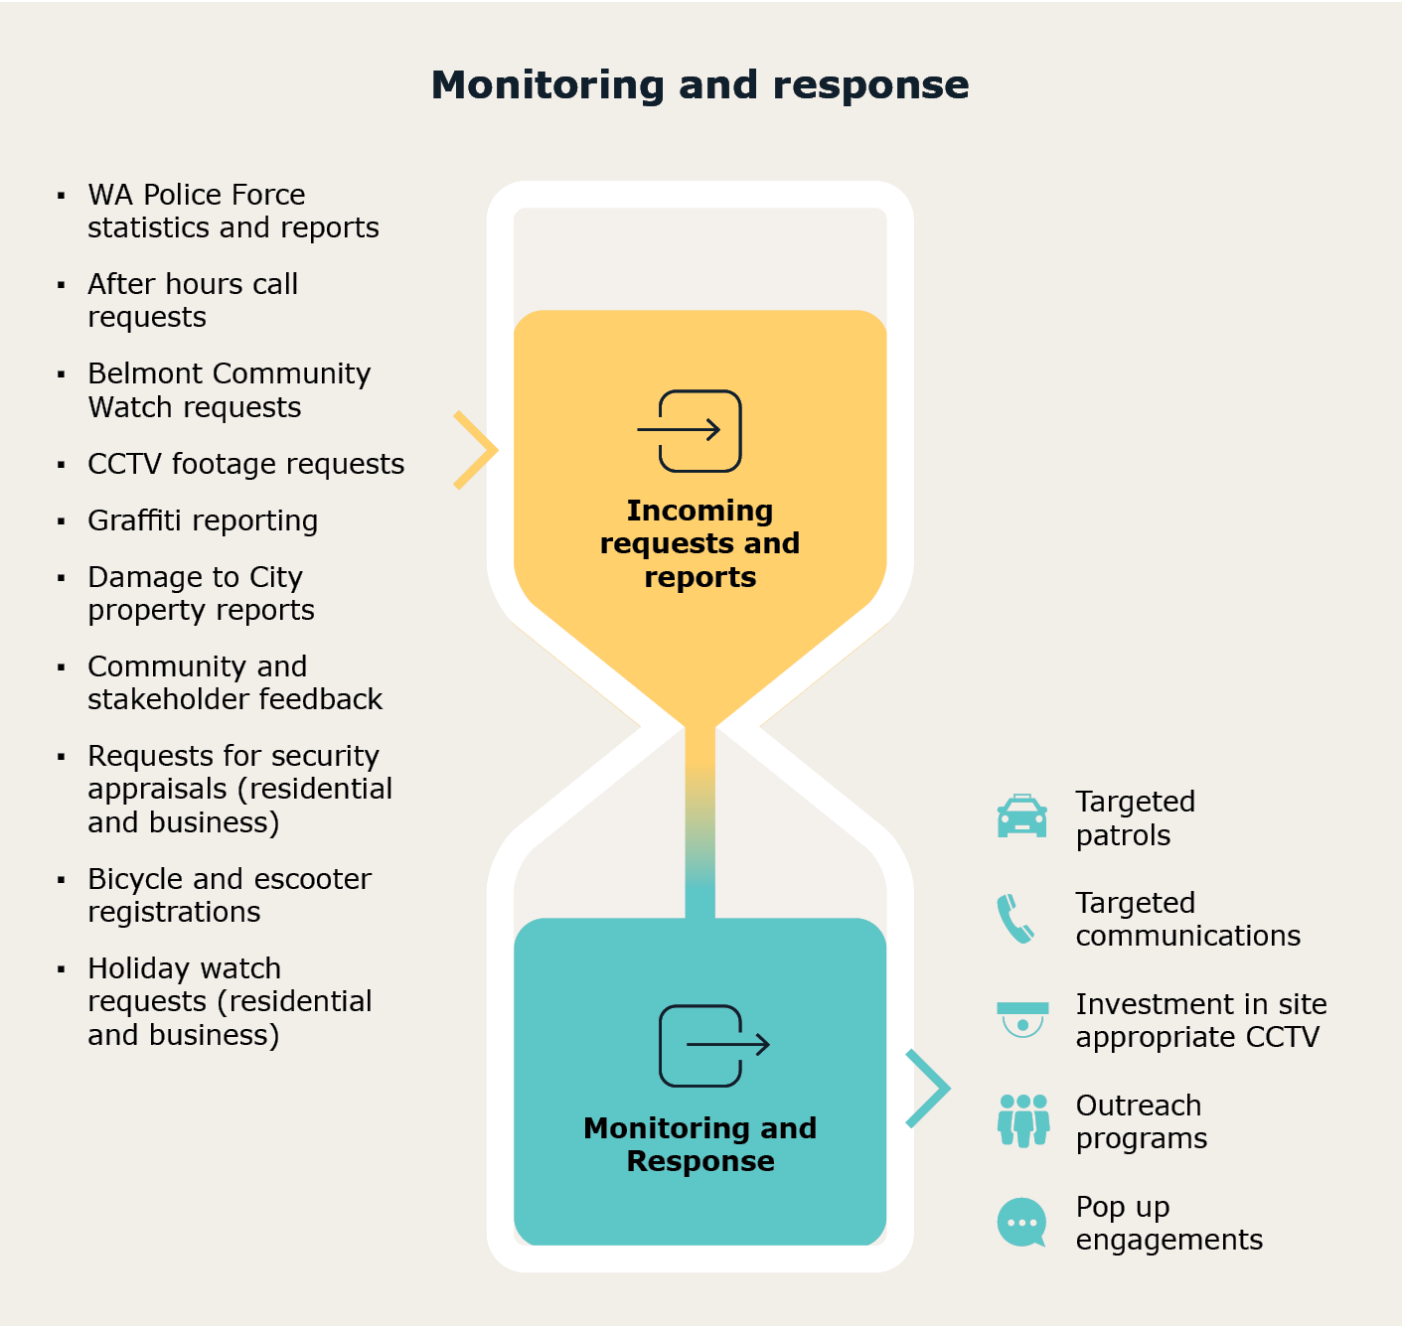 Monitoring and response
▪ WA Police Force
statistics and reports
▪ After hours call
requests
▪ Belmont Community
Watch requests
▪ CCTV footage requests
▪ Graffiti reporting
▪ Damage to City
property reports
▪ Community and
stakeholder feedback
▪ Requests for security
appraisals (residential
and business)
▪ Bicycle and escooter
registrations
▪ Holiday watch
requests (residential
and business)
Incoming
requests and
reports
Monitoring and
Response
Targeted
patrols
Targeted
communications
Investment in site
appropriate CCTV
Outreach
programs
Pop up
engagements